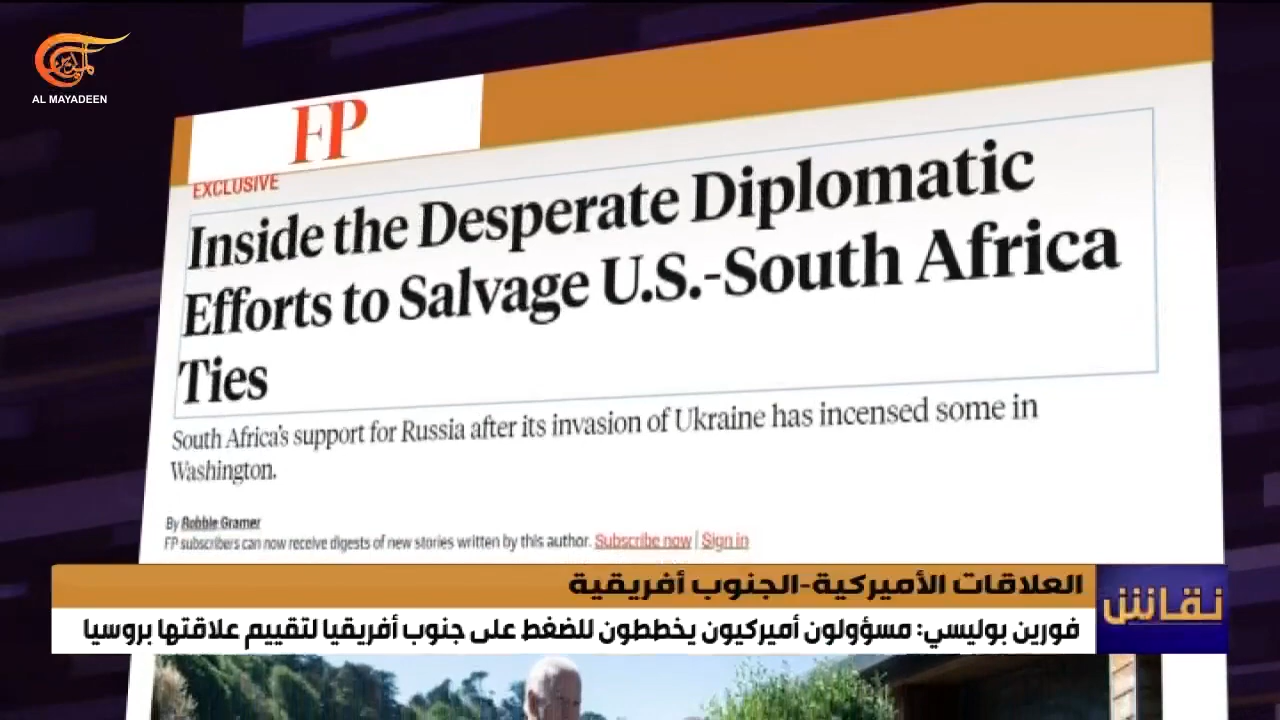 الميادين
AL MAYADEEN
FP
EXCLUSIVE
Inside the Desperate Diplomatic
Efforts to Salvage U.S.-South Africa
Ties
South Africa's support for Russia after its invasion of Ukraine has incensed some in
Washington.
By Robbie Gramer
FP subscribers can now receive digests of new stories written by this author. Subscribe now | Sign in
نقاش
العلاقات الأميركية-الجنوب أفريقية
فورين بوليسي: مسؤولون أميركيون يخططون للضغط على جنوب أفريقيا لتقييم علاقتها بروسيا